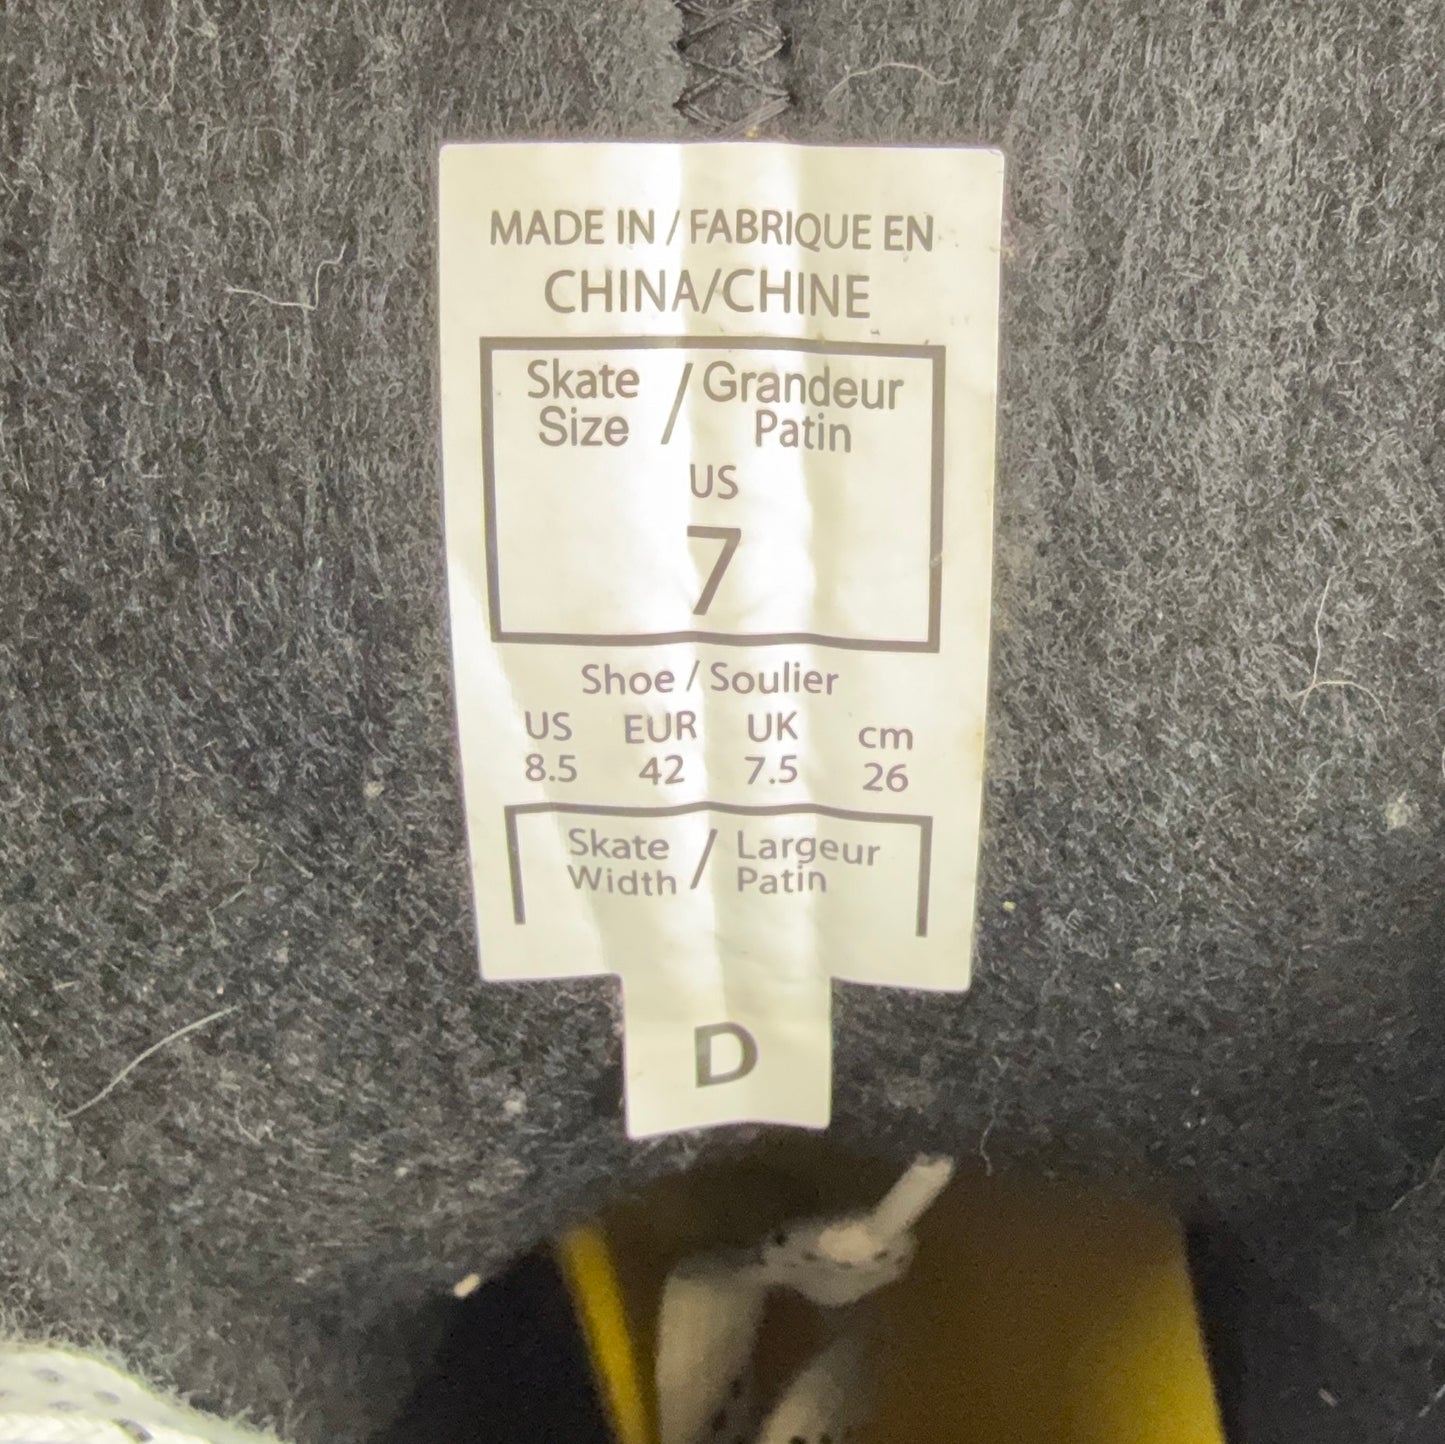 MADE IN / FABRIQUE EN
CHINA/CHINE
Skate Size / Grandeur Patin
US
7
Shoe / Soulier
US EUR UK cm
8.5 42 7.5 26
Skate Width / Largeur Patin
D